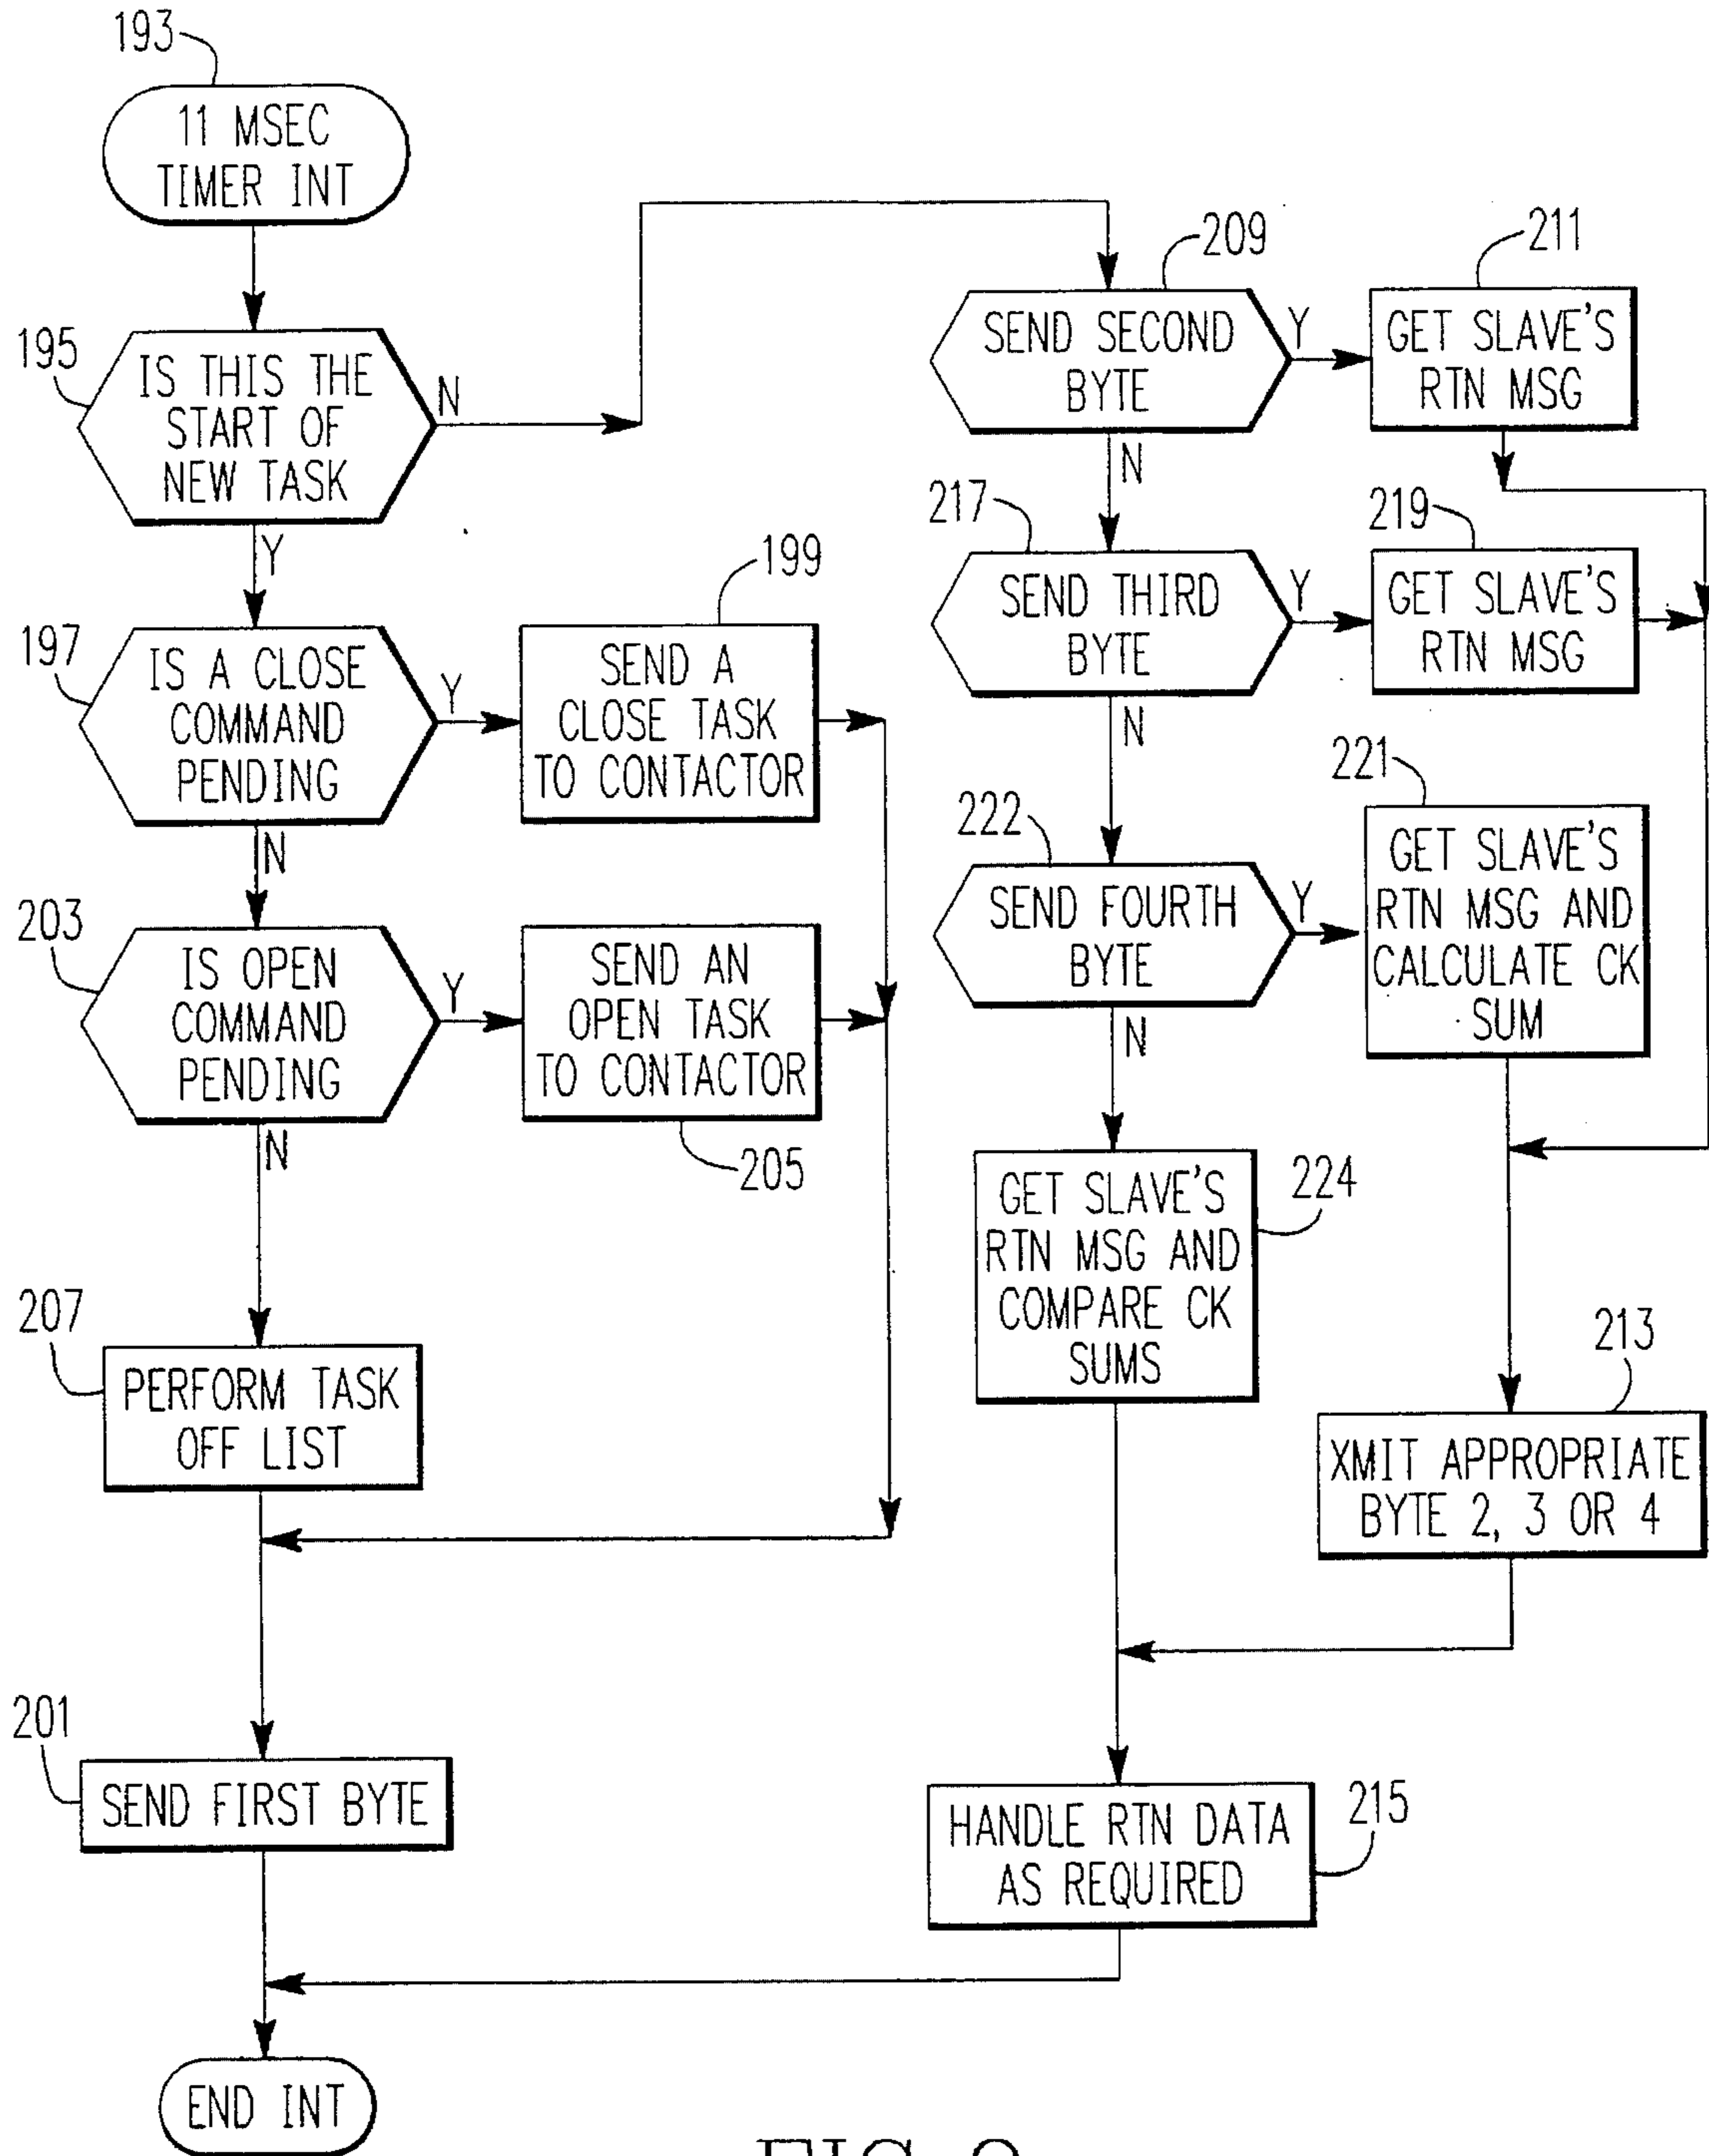 193
11 MSEC
TIMER INT
195
IS THIS THE
START OF
NEW TASK
N
Y
197
IS A CLOSE
COMMAND
PENDING
Y
N
199
SEND A
CLOSE TASK
TO CONTACTOR
203
IS OPEN
COMMAND
PENDING
Y
N
SEND AN
OPEN TASK
TO CONTACTOR
205
207
PERFORM TASK
OFF LIST
201
SEND FIRST BYTE
END INT
209
SEND SECOND
BYTE
Y
N
211
GET SLAVE'S
RTN MSG
217
SEND THIRD
BYTE
Y
N
219
GET SLAVE'S
RTN MSG
222
SEND FOURTH
BYTE
Y
N
221
GET SLAVE'S
RTN MSG AND
CALCULATE CK
SUM
GET SLAVE'S
RTN MSG AND
COMPARE CK
SUMS
224
213
XMIT APPROPRIATE
BYTE 2, 3 OR 4
HANDLE RTN DATA
AS REQUIRED
215